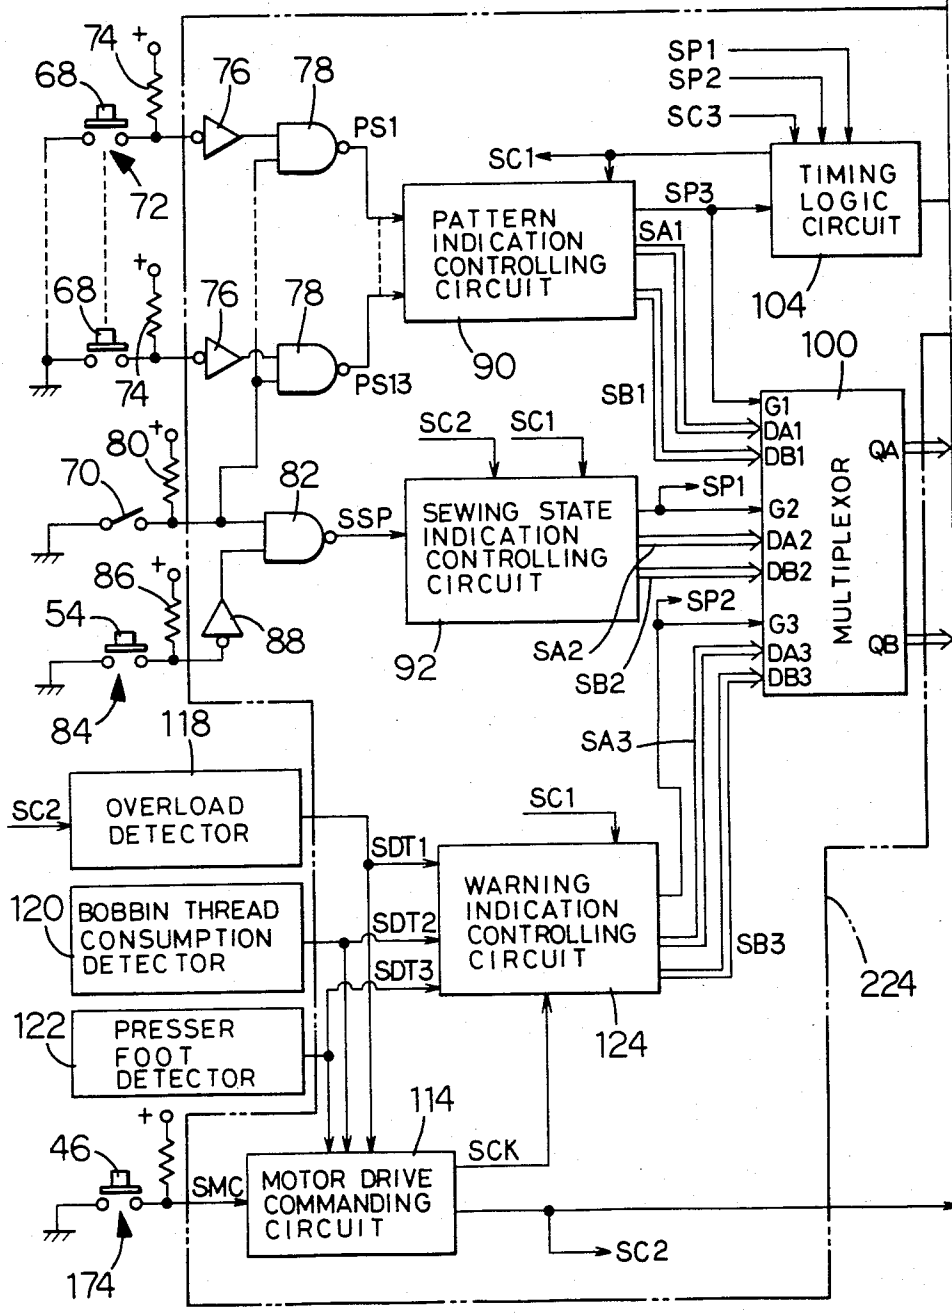 74
+
68
76
78
PS1
72
SP1
SP2
SC3
SC1
TIMING
LOGIC
CIRCUIT
104
SP3
PATTERN
INDICATION
CONTROLLING
CIRCUIT
90
SA1
SB1
+
68
74
76
78
PS13
100
G1
DA1
DB1
G2
DA2
DB2
G3
DA3
DB3
MULTIPLEXOR
QA
QB
+
80
70
82
SSP
SC2
SC1
SEWING STATE
INDICATION
CONTROLLING
CIRCUIT
92
SP1
SP2
SA2
SB2
+
86
54
88
84
118
SC2
OVERLOAD
DETECTOR
SDT1
SA3
SC1
120
BOBBIN THREAD
CONSUMPTION
DETECTOR
SDT2
SDT3
WARNING
INDICATION
CONTROLLING
CIRCUIT
SB3
224
124
122
PRESSER
FOOT
DETECTOR
+
46
174
SMC
114
MOTOR DRIVE
COMMANDING
CIRCUIT
SCK
SC2